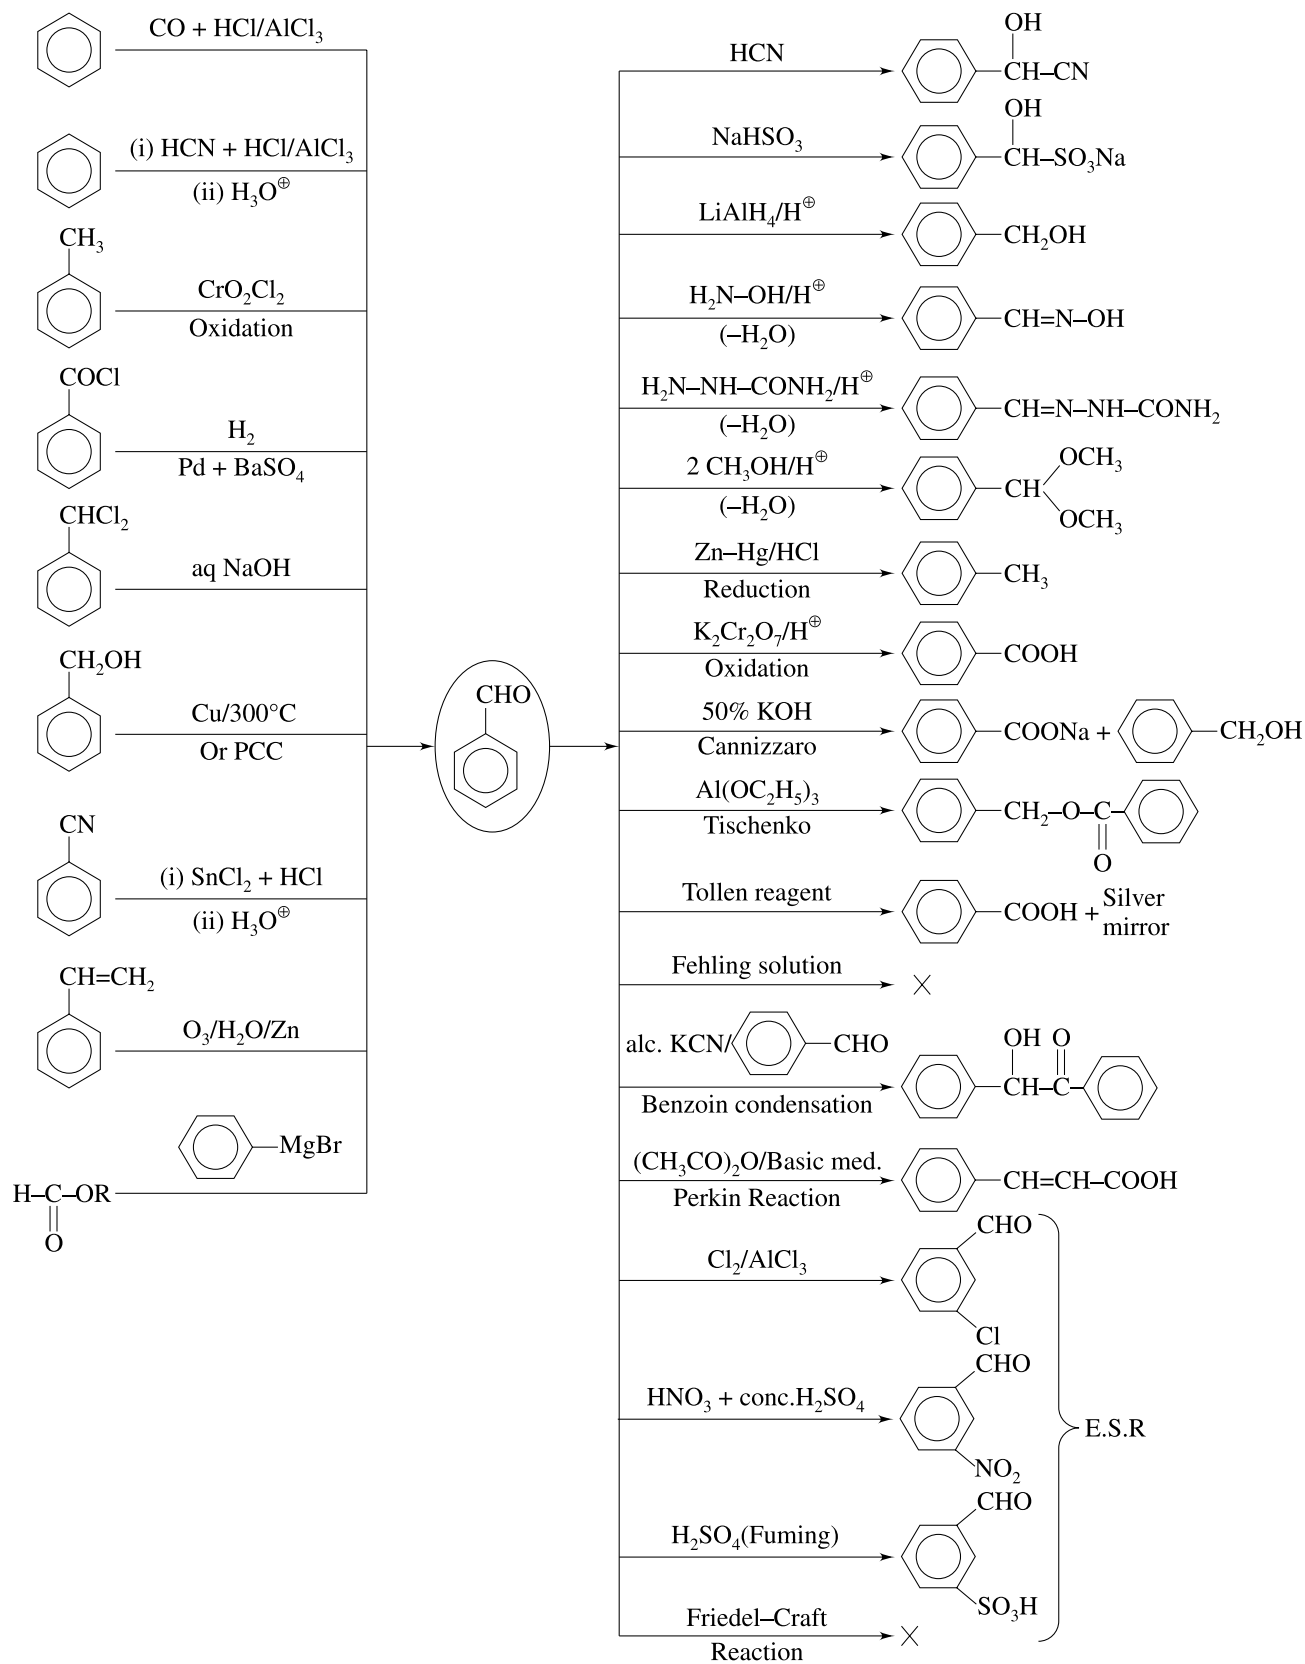 CO + HCl/AlCl₃
(i) HCN + HCl/AlCl₃
(ii) H₃O⊕
CH₃
CrO₂Cl₂
Oxidation
COCl
H₂
Pd + BaSO₄
CHCl₂
aq NaOH
CH₂OH
Cu/300°C
Or PCC
CN
(i) SnCl₂ + HCl
(ii) H₃O⊕
CH=CH₂
O₃/H₂O/Zn
MgBr
H–C–OR
O
CHO
HCN
OH
CH–CN
NaHSO₃
OH
CH–SO₃Na
LiAlH₄/H⊕
CH₂OH
H₂N–OH/H⊕
(–H₂O)
CH=N–OH
H₂N–NH–CONH₂/H⊕
(–H₂O)
CH=N–NH–CONH₂
2 CH₃OH/H⊕
(–H₂O)
OCH₃
CH
OCH₃
Zn–Hg/HCl
Reduction
CH₃
K₂Cr₂O₇/H⊕
Oxidation
COOH
50% KOH
Cannizzaro
COONa + CH₂OH
Al(OC₂H₅)₃
Tischenko
CH₂–O–C
O
Tollen reagent
COOH + Silver
mirror
Fehling solution
X
alc. KCN/ CHO
Benzoin condensation
OH O
CH–C
(CH₃CO)₂O/Basic med.
Perkin Reaction
CH=CH–COOH
Cl₂/AlCl₃
CHO
Cl
HNO₃ + conc.H₂SO₄
CHO
NO₂
E.S.R
H₂SO₄(Fuming)
CHO
SO₃H
Friedel–Craft
Reaction
X